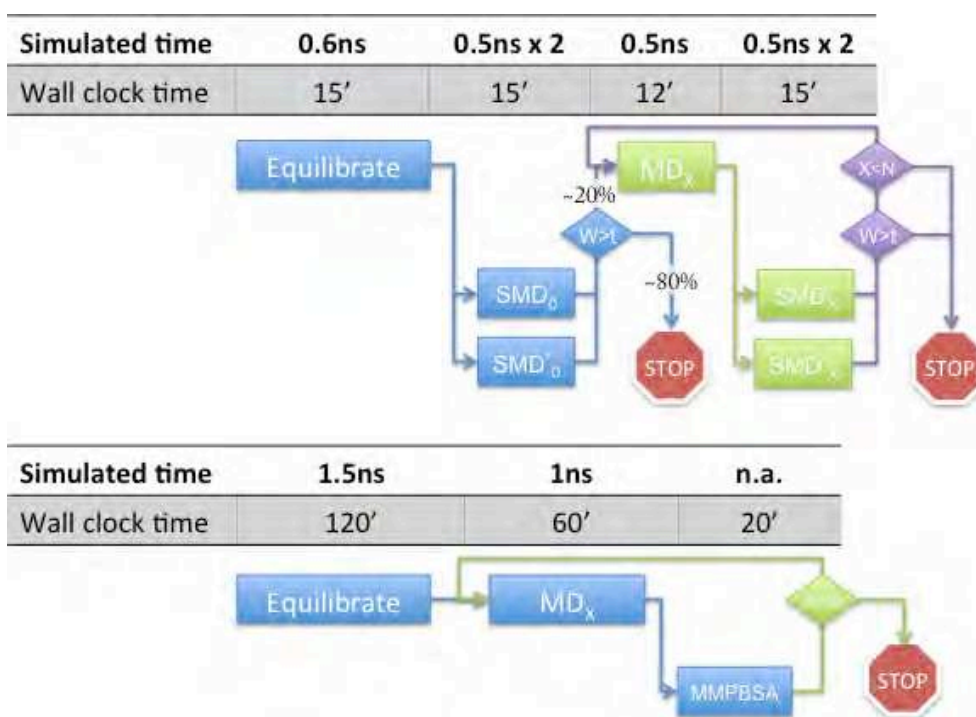 Simulated time 0.6ns 0.5ns x 2 0.5ns 0.5ns x 2
Wall clock time 15′ 15′ 12′ 15′
Equilibrate MDₓ X<N
~20%
W>t W>t
SMD₀ ~80% SMDₓ
SMD'₀ STOP SMD'ₓ STOP
Simulated time 1.5ns 1ns n.a.
Wall clock time 120′ 60′ 20′
Equilibrate MDₓ
MMPBSA STOP